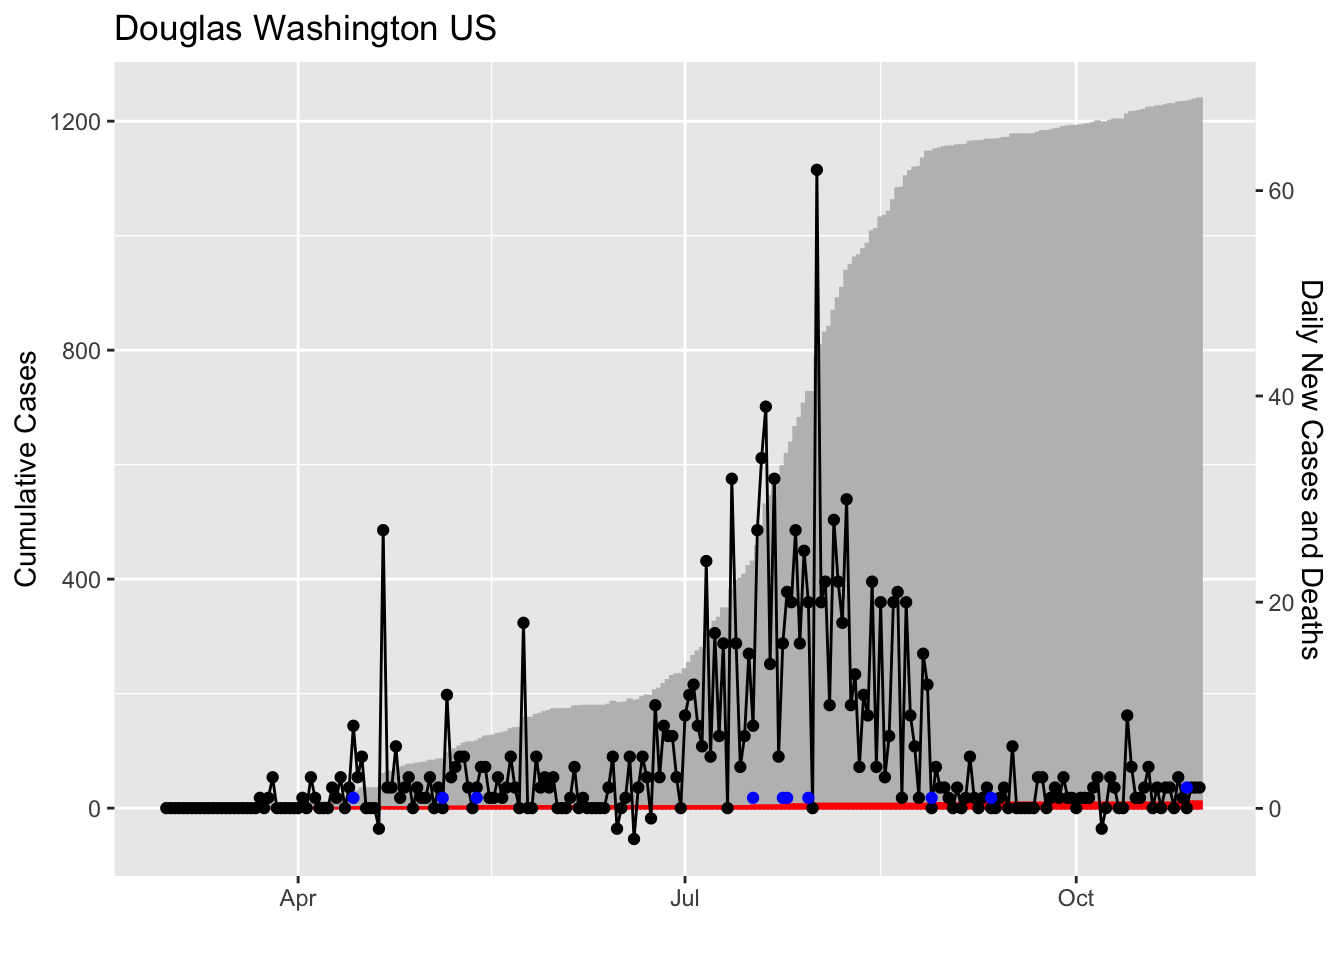 Douglas Washington US
Cumulative Cases
1200
800
400
0
60
40
20
0
Daily New Cases and Deaths
Apr
Jul
Oct